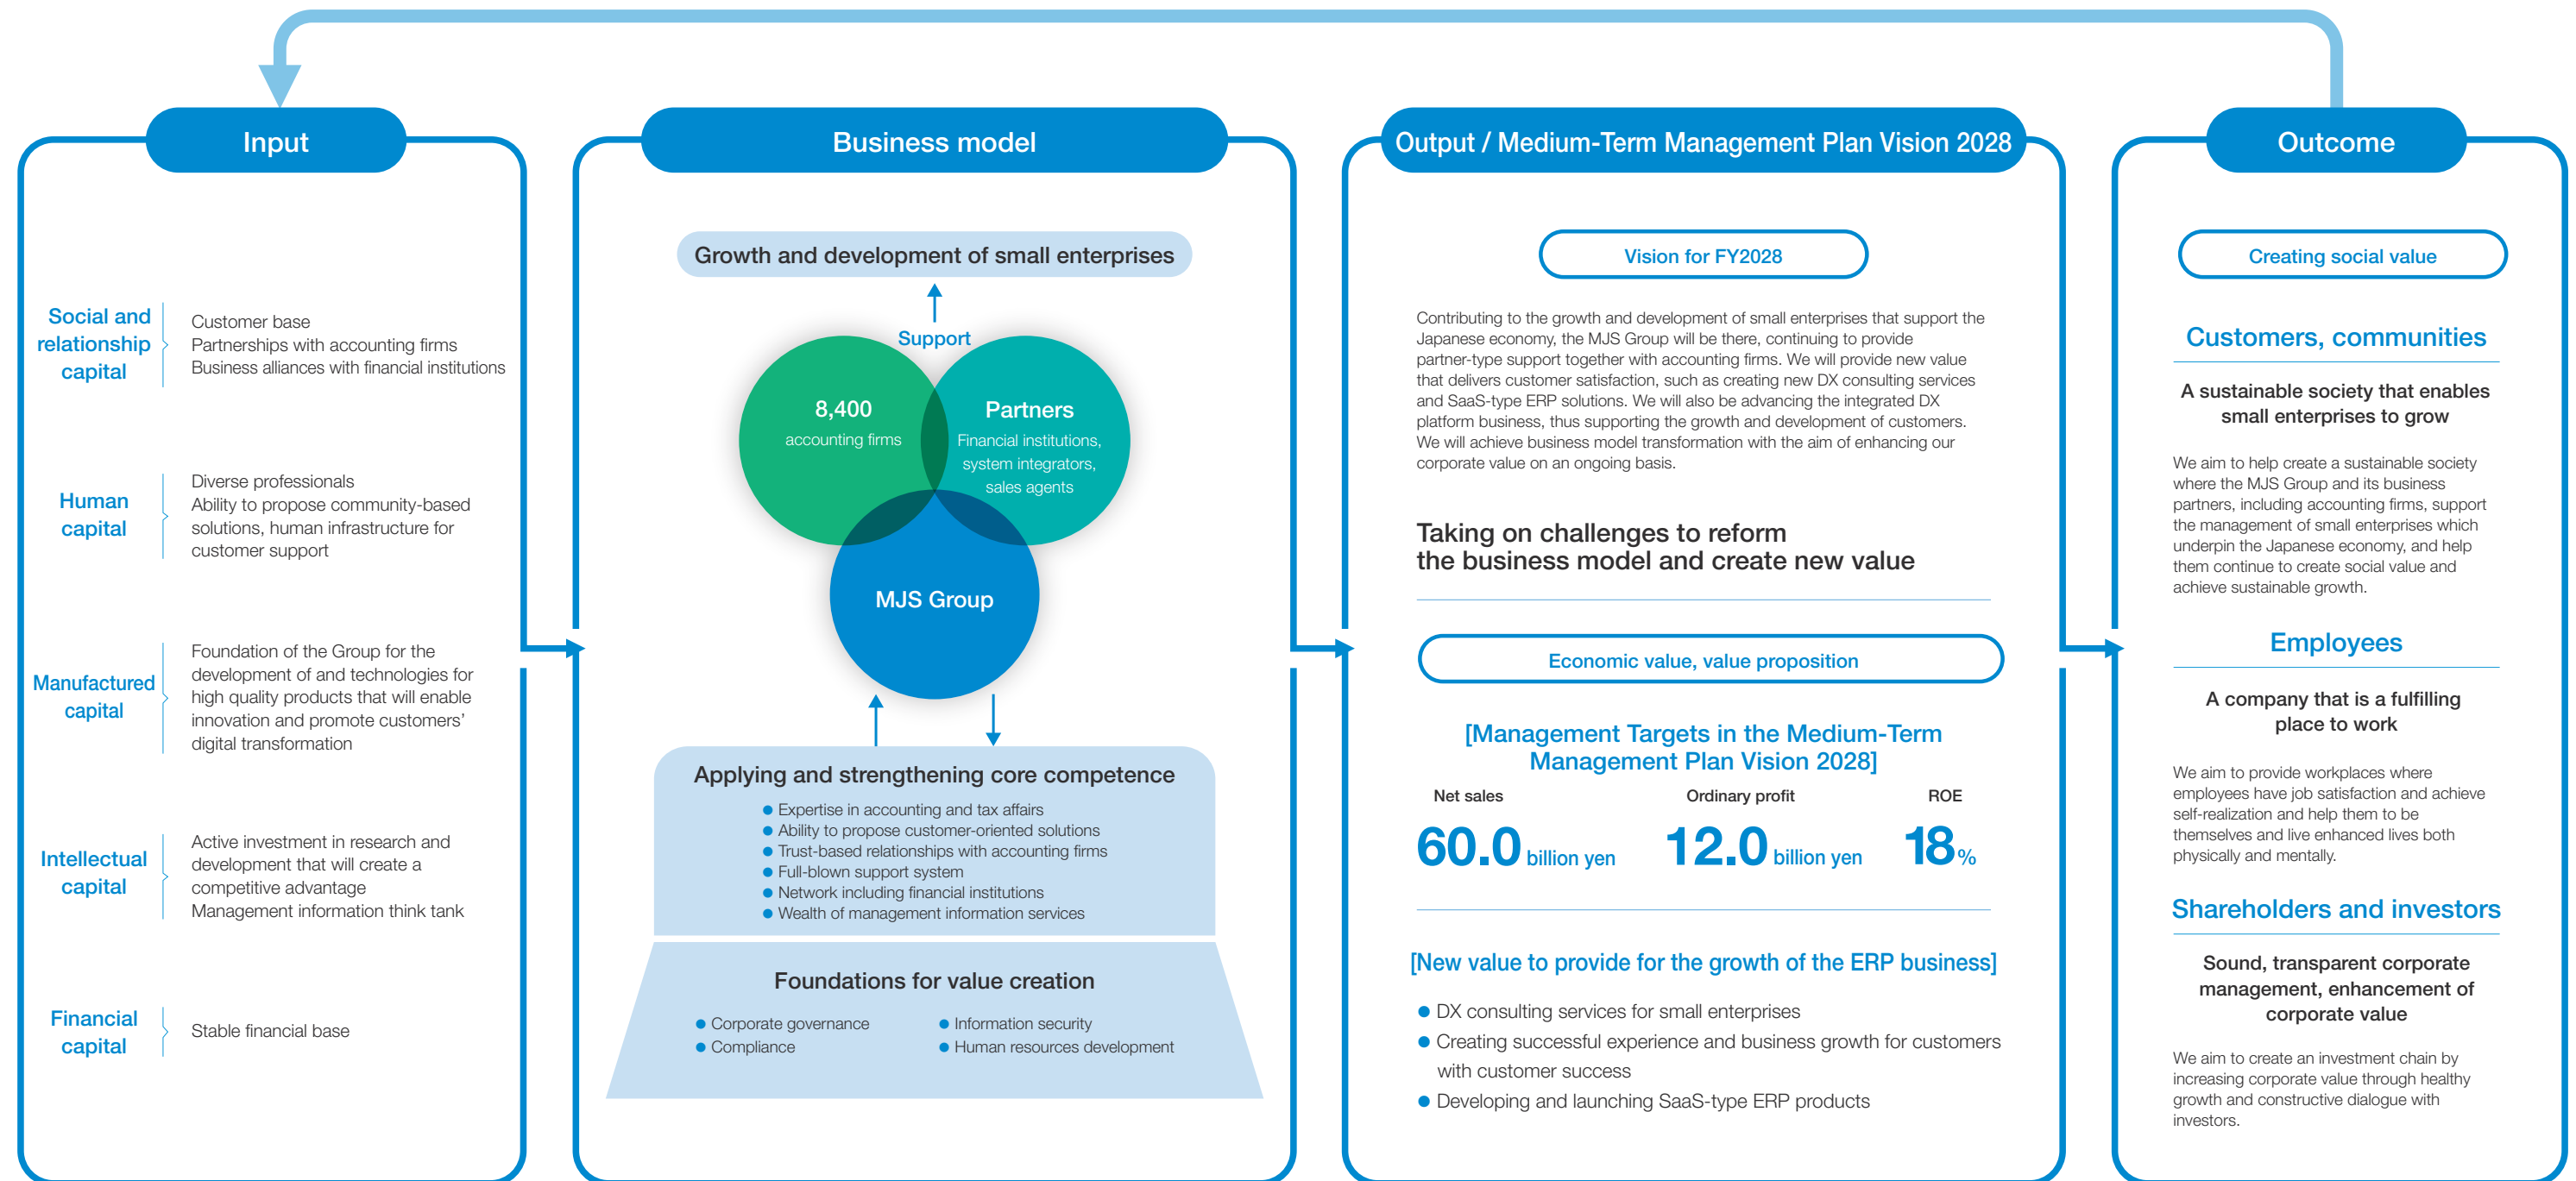 Input
Social and
relationship
capital
Customer base
Partnerships with accounting firms
Business alliances with financial institutions
Human
capital
Diverse professionals
Ability to propose community-based
solutions, human infrastructure for
customer support
Manufactured
capital
Foundation of the Group for the
development of and technologies for
high quality products that will enable
innovation and promote customers’
digital transformation
Intellectual
capital
Active investment in research and
development that will create a
competitive advantage
Management information think tank
Financial
capital
Stable financial base
Business model
Growth and development of small enterprises
Support
8,400
accounting firms
Partners
Financial institutions,
system integrators,
sales agents
MJS Group
Applying and strengthening core competence
● Expertise in accounting and tax affairs
● Ability to propose customer-oriented solutions
● Trust-based relationships with accounting firms
● Full-blown support system
● Network including financial institutions
● Wealth of management information services
Foundations for value creation
● Corporate governance
● Compliance
● Information security
● Human resources development
Output / Medium-Term Management Plan Vision 2028
Vision for FY2028
Contributing to the growth and development of small enterprises that support the
Japanese economy, the MJS Group will be there, continuing to provide
partner-type support together with accounting firms. We will provide new value
that delivers customer satisfaction, such as creating new DX consulting services
and SaaS-type ERP solutions. We will also be advancing the integrated DX
platform business, thus supporting the growth and development of customers.
We will achieve business model transformation with the aim of enhancing our
corporate value on an ongoing basis.
Taking on challenges to reform
the business model and create new value
Economic value, value proposition
[Management Targets in the Medium-Term
Management Plan Vision 2028]
Net sales
60.0 billion yen
Ordinary profit
12.0 billion yen
ROE
18%
[New value to provide for the growth of the ERP business]
● DX consulting services for small enterprises
● Creating successful experience and business growth for customers
with customer success
● Developing and launching SaaS-type ERP products
Outcome
Creating social value
Customers, communities
A sustainable society that enables
small enterprises to grow
We aim to help create a sustainable society
where the MJS Group and its business
partners, including accounting firms, support
the management of small enterprises which
underpin the Japanese economy, and help
them continue to create social value and
achieve sustainable growth.
Employees
A company that is a fulfilling
place to work
We aim to provide workplaces where
employees have job satisfaction and achieve
self-realization and help them to be
themselves and live enhanced lives both
physically and mentally.
Shareholders and investors
Sound, transparent corporate
management, enhancement of
corporate value
We aim to create an investment chain by
increasing corporate value through healthy
growth and constructive dialogue with
investors.